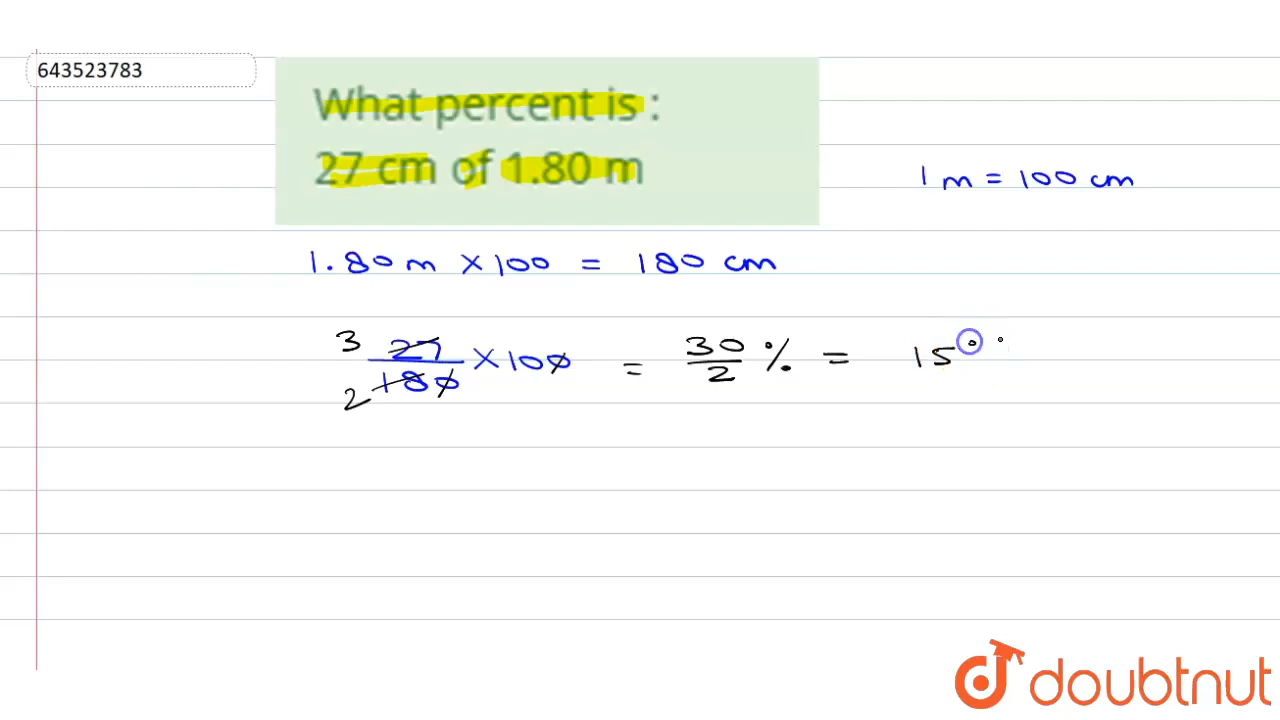 643523783
What percent is :
27 cm of 1.80 m
1 m = 100 cm
1.80 m × 100 = 180 cm
3 27/180 × 100 = 30/2 % = 15
2
doubtnut